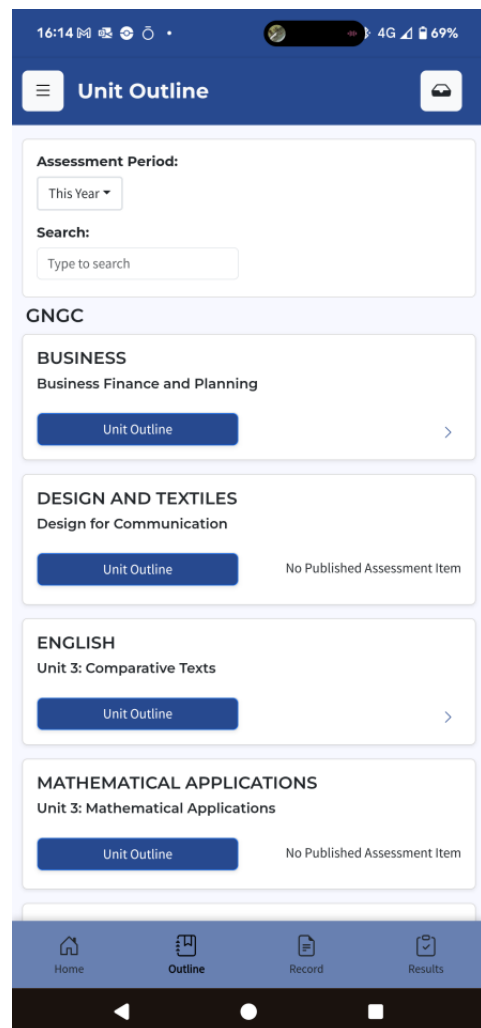 16:14
4G 69%
Unit Outline
Assessment Period:
This Year
Search:
Type to search
GNGC
BUSINESS
Business Finance and Planning
Unit Outline
DESIGN AND TEXTILES
Design for Communication
Unit Outline
No Published Assessment Item
ENGLISH
Unit 3: Comparative Texts
Unit Outline
MATHEMATICAL APPLICATIONS
Unit 3: Mathematical Applications
Unit Outline
No Published Assessment Item
Home
Outline
Record
Results